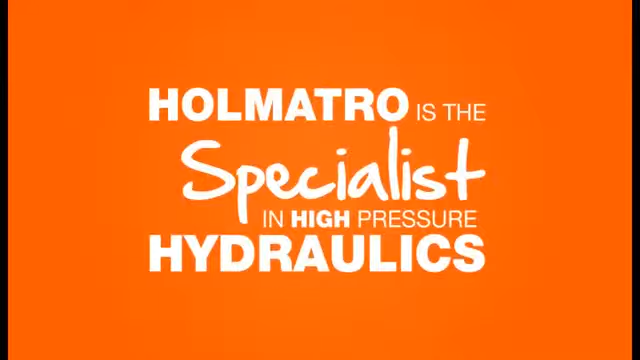 HOLMATRO IS THE
Specialist
IN HIGH PRESSURE
HYDRAULICS